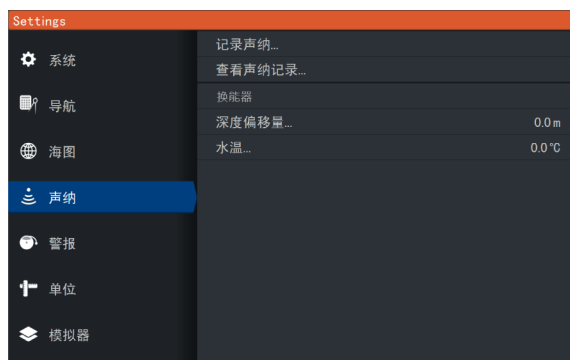 Settings
系统
导航
海图
声纳
警报
单位
模拟器
记录声纳…
查看声纳记录…
换能器
深度偏移量… 0.0 m
水温… 0.0 °C